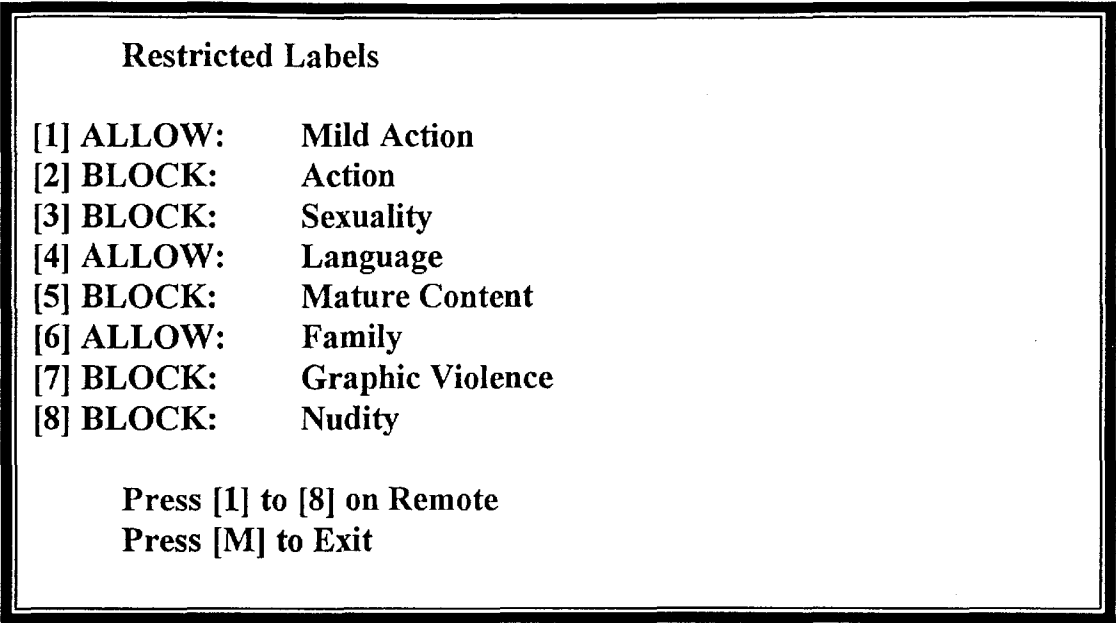 Restricted Labels
[1] ALLOW: Mild Action
[2] BLOCK: Action
[3] BLOCK: Sexuality
[4] ALLOW: Language
[5] BLOCK: Mature Content
[6] ALLOW: Family
[7] BLOCK: Graphic Violence
[8] BLOCK: Nudity
Press [1] to [8] on Remote
Press [M] to Exit